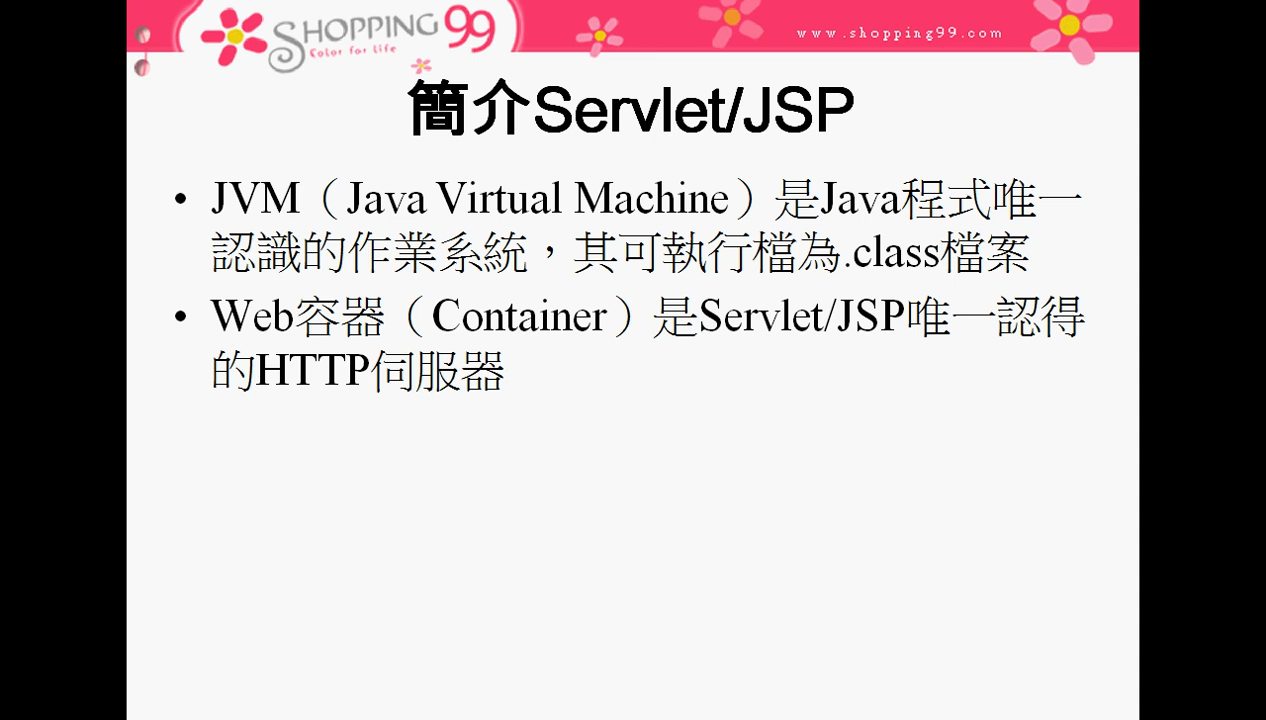 SHOPPING 99
Color for Life
www.shopping99.com
簡介Servlet/JSP
• JVM（Java Virtual Machine）是Java程式唯一
認識的作業系統，其可執行檔為.class檔案
• Web容器（Container）是Servlet/JSP唯一認得
的HTTP伺服器